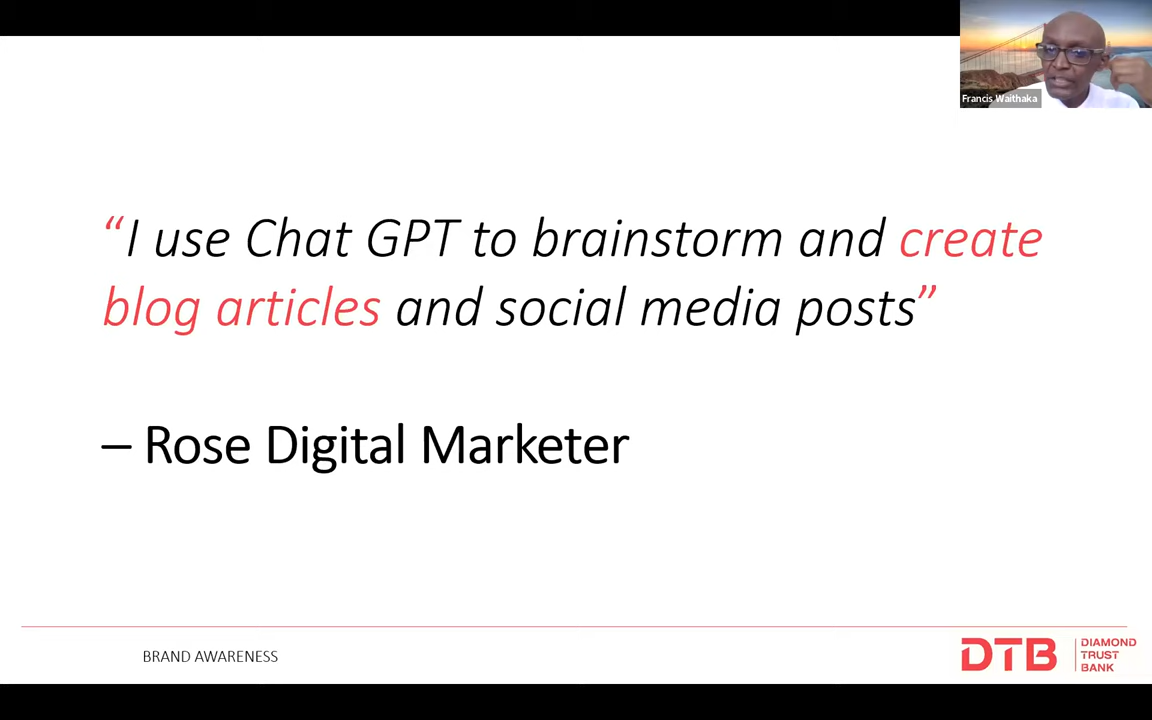 Francis Waithaka
“I use Chat GPT to brainstorm and create
blog articles and social media posts”
– Rose Digital Marketer
BRAND AWARENESS
DTB
DIAMOND
TRUST
BANK